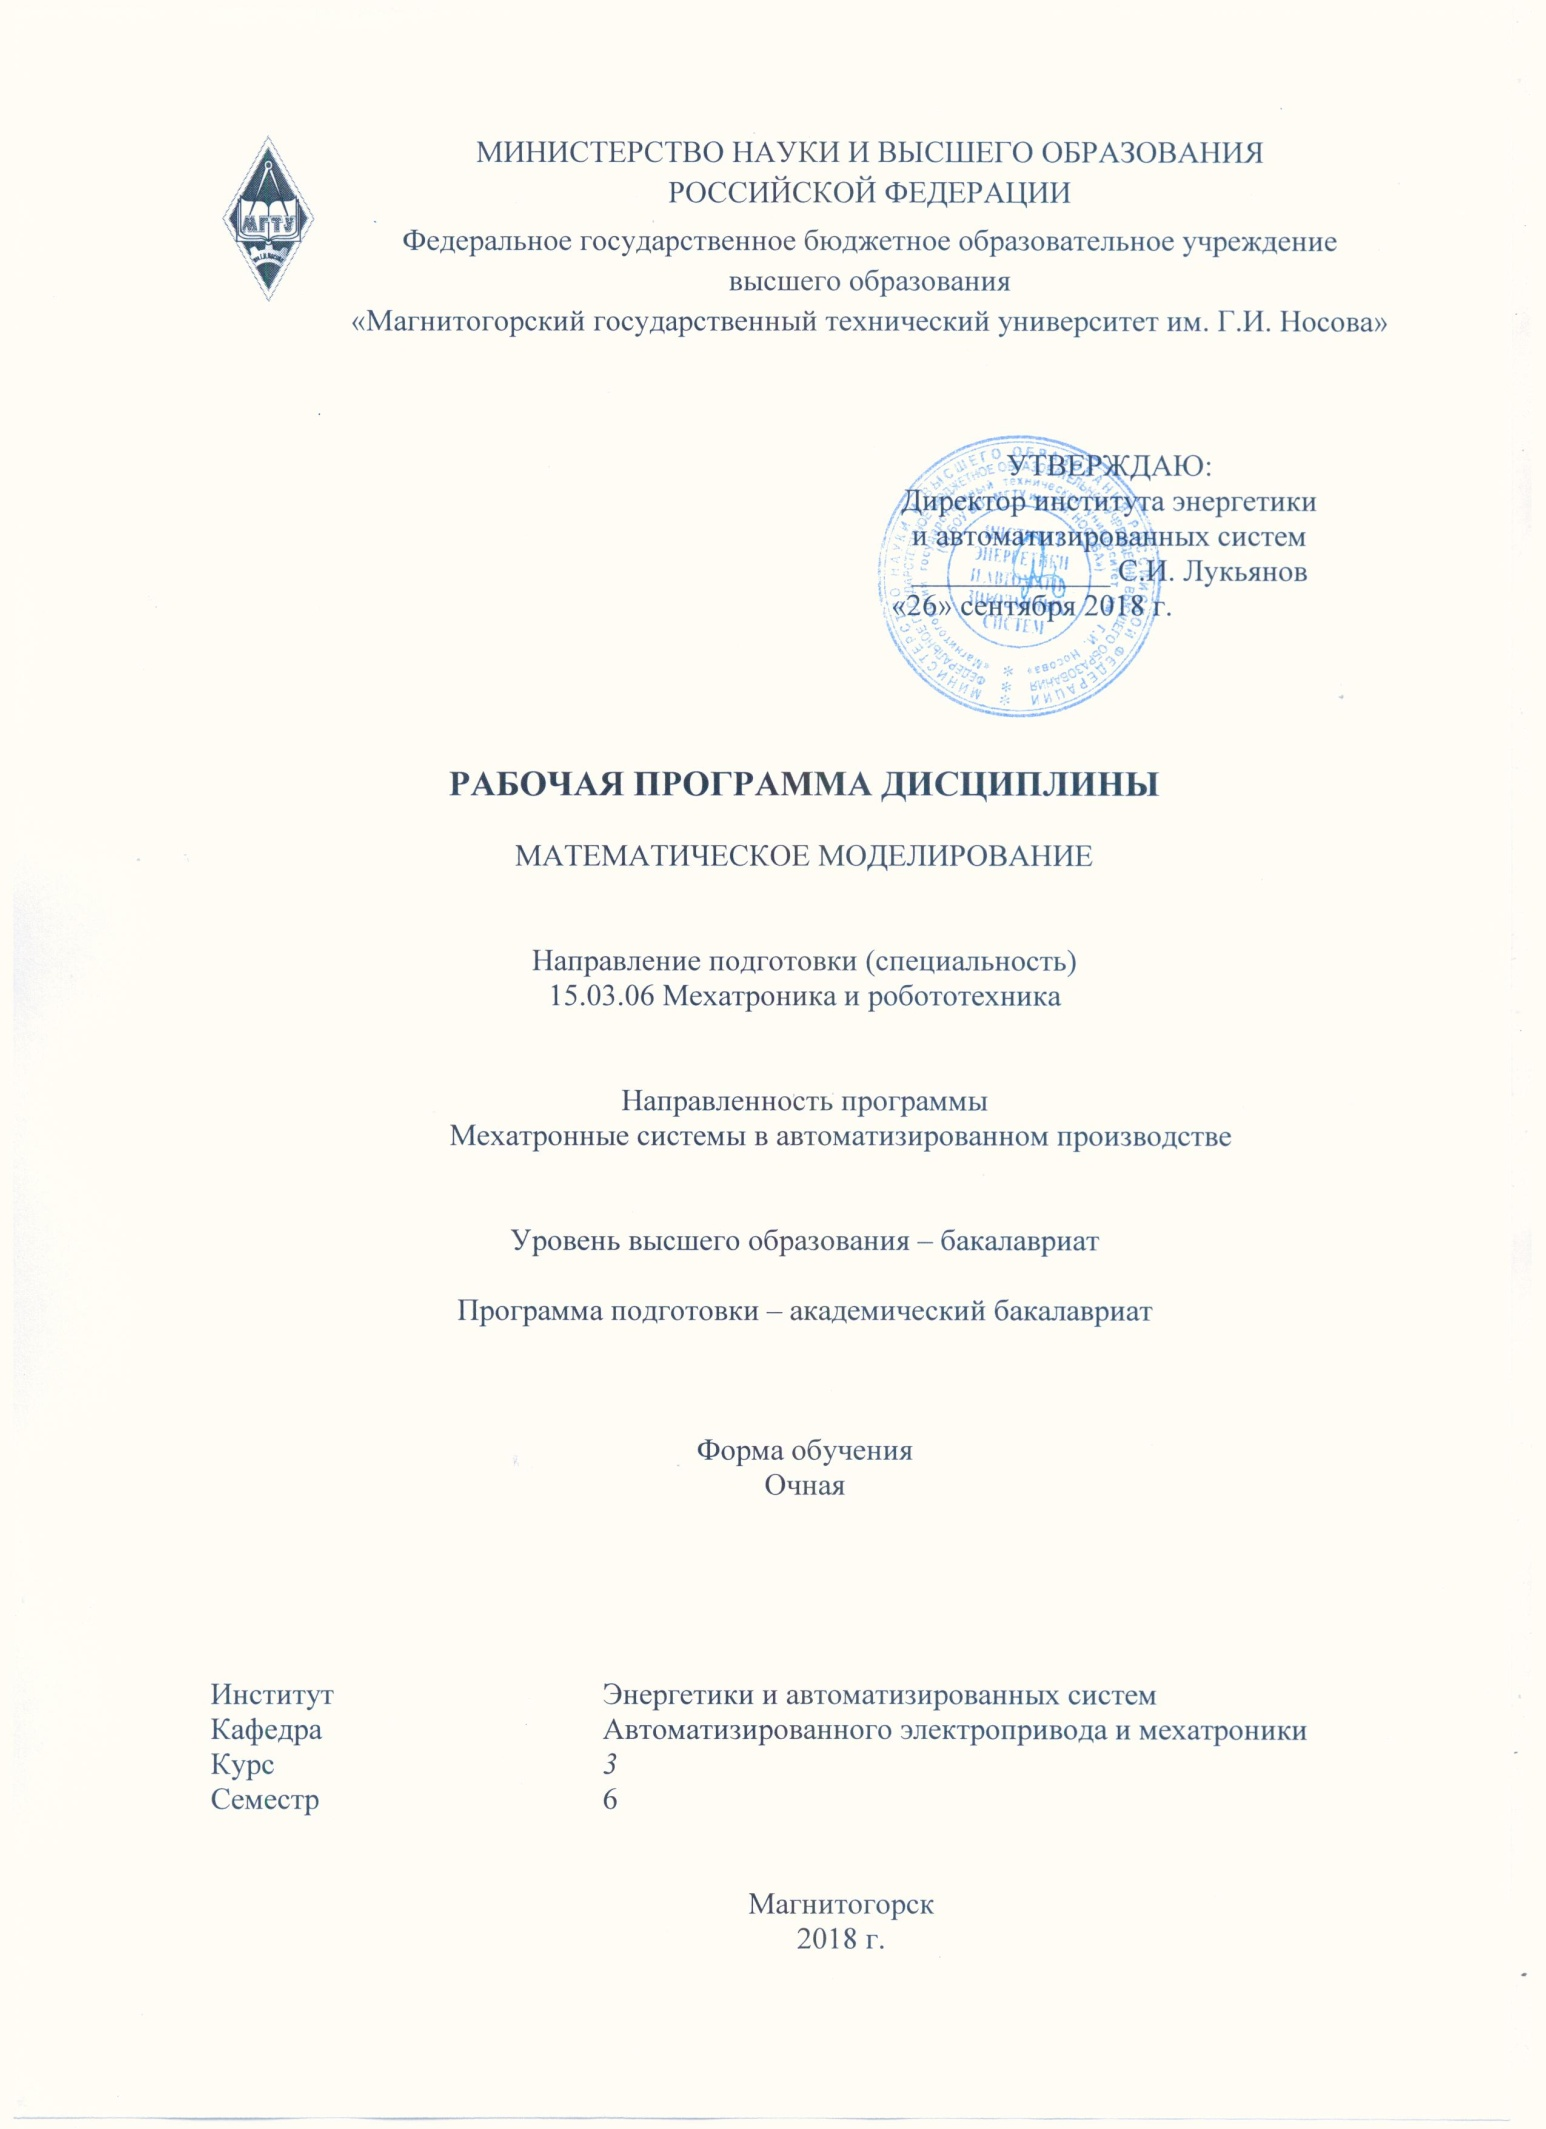 МИНИСТЕРСТВО НАУКИ И ВЫСШЕГО ОБРАЗОВАНИЯ
РОССИЙСКОЙ ФЕДЕРАЦИИ
Федеральное государственное бюджетное образовательное учреждение
высшего образования
«Магнитогорский государственный технический университет им. Г.И. Носова»
МГТУ
УТВЕРЖДАЮ:
Директор института энергетики
и автоматизированных систем
С.И. Лукьянов
«26» сентября 2018 г.
РАБОЧАЯ ПРОГРАММА ДИСЦИПЛИНЫ
МАТЕМАТИЧЕСКОЕ МОДЕЛИРОВАНИЕ
Направление подготовки (специальность)
15.03.06 Мехатроника и робототехника
Направленность программы
Мехатронные системы в автоматизированном производстве
Уровень высшего образования – бакалавриат
Программа подготовки – академический бакалавриат
Форма обучения
Очная
Институт Энергетики и автоматизированных систем
Кафедра Автоматизированного электропривода и мехатроники
Курс 3
Семестр 6
Магнитогорск
2018 г.